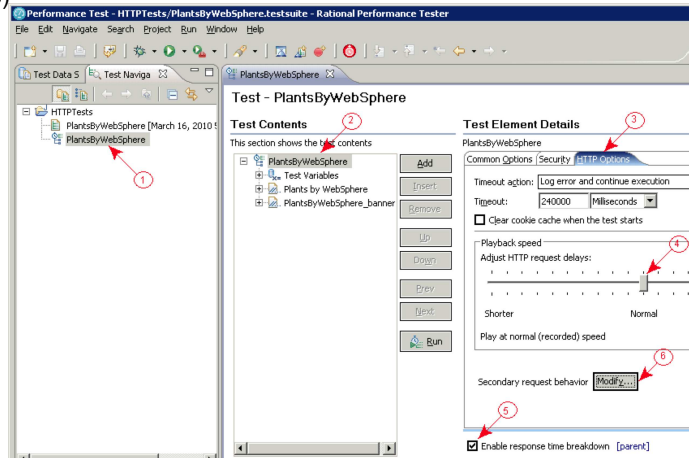 Performance Test - HTTPTests/PlantsByWebSphere.testsuite - Rational Performance Tester
File Edit Navigate Search Project Run Window Help
Test Data S Test Naviga PlantsByWebSphere
Test - PlantsByWebSphere
HTTPTests
PlantsByWebSphere [March 16, 2010
PlantsByWebSphere
1
Test Contents
2
This section shows the test contents
PlantsByWebSphere
Test Variables
. Plants by WebSphere
. PlantsByWebSphere_banner
Add
Insert
Remove
Up
Down
Prev
Next
Run
Test Element Details
3
PlantsByWebSphere
Common Options Security HTTP Options
Timeout action: Log error and continue execution
Timeout: 240000 Milliseconds
Clear cookie cache when the test starts
Playback speed
4
Adjust HTTP request delays:
Shorter Normal
Play at normal (recorded) speed
6
Secondary request behavior Modify...
5
Enable response time breakdown [parent]